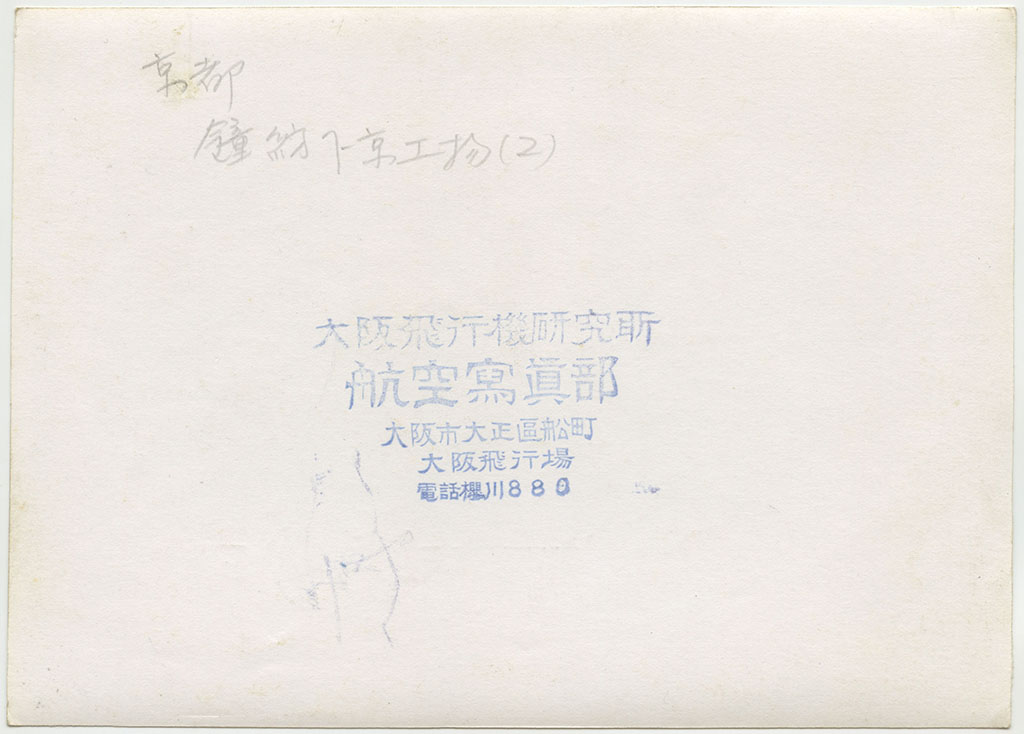 京都
鐘紡下京工場(2)
大阪飛行機研究所
航空寫眞部
大阪市大正區船町
大阪飛行場
電話櫻川880